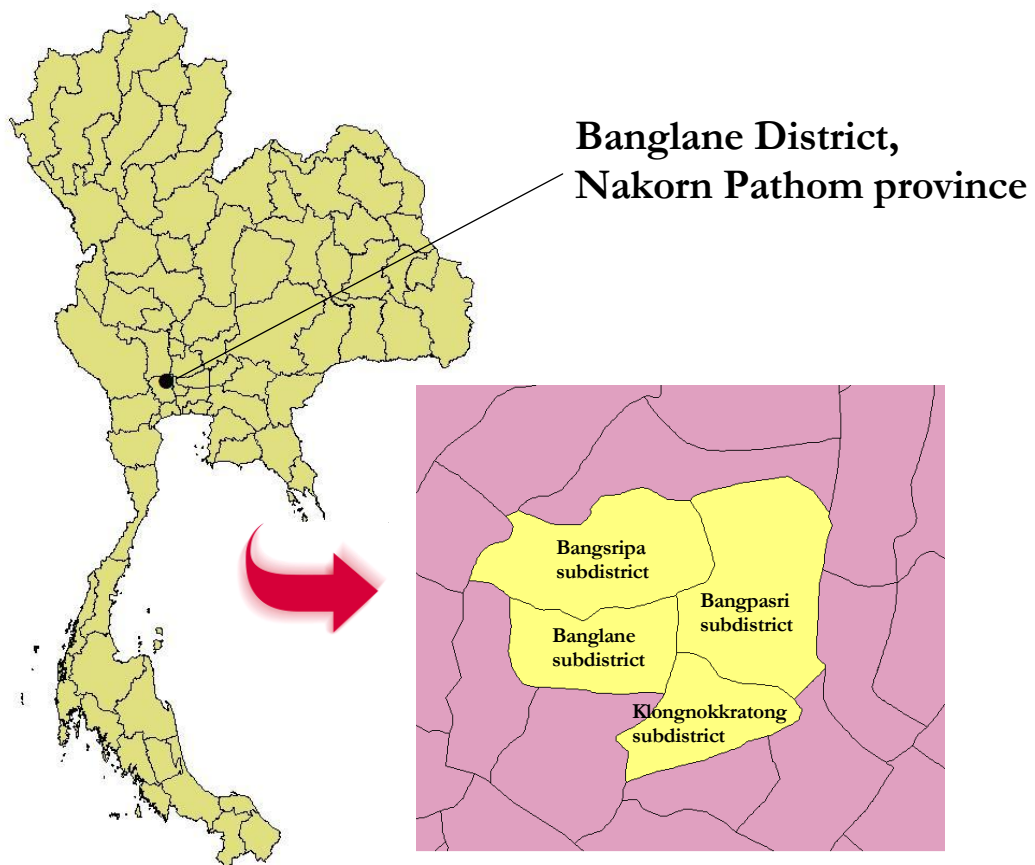 Banglane District,
Nakorn Pathom province
Bangsripa
subdistrict
Bangpasri
subdistrict
Banglane
subdistrict
Klongnokkratong
subdistrict